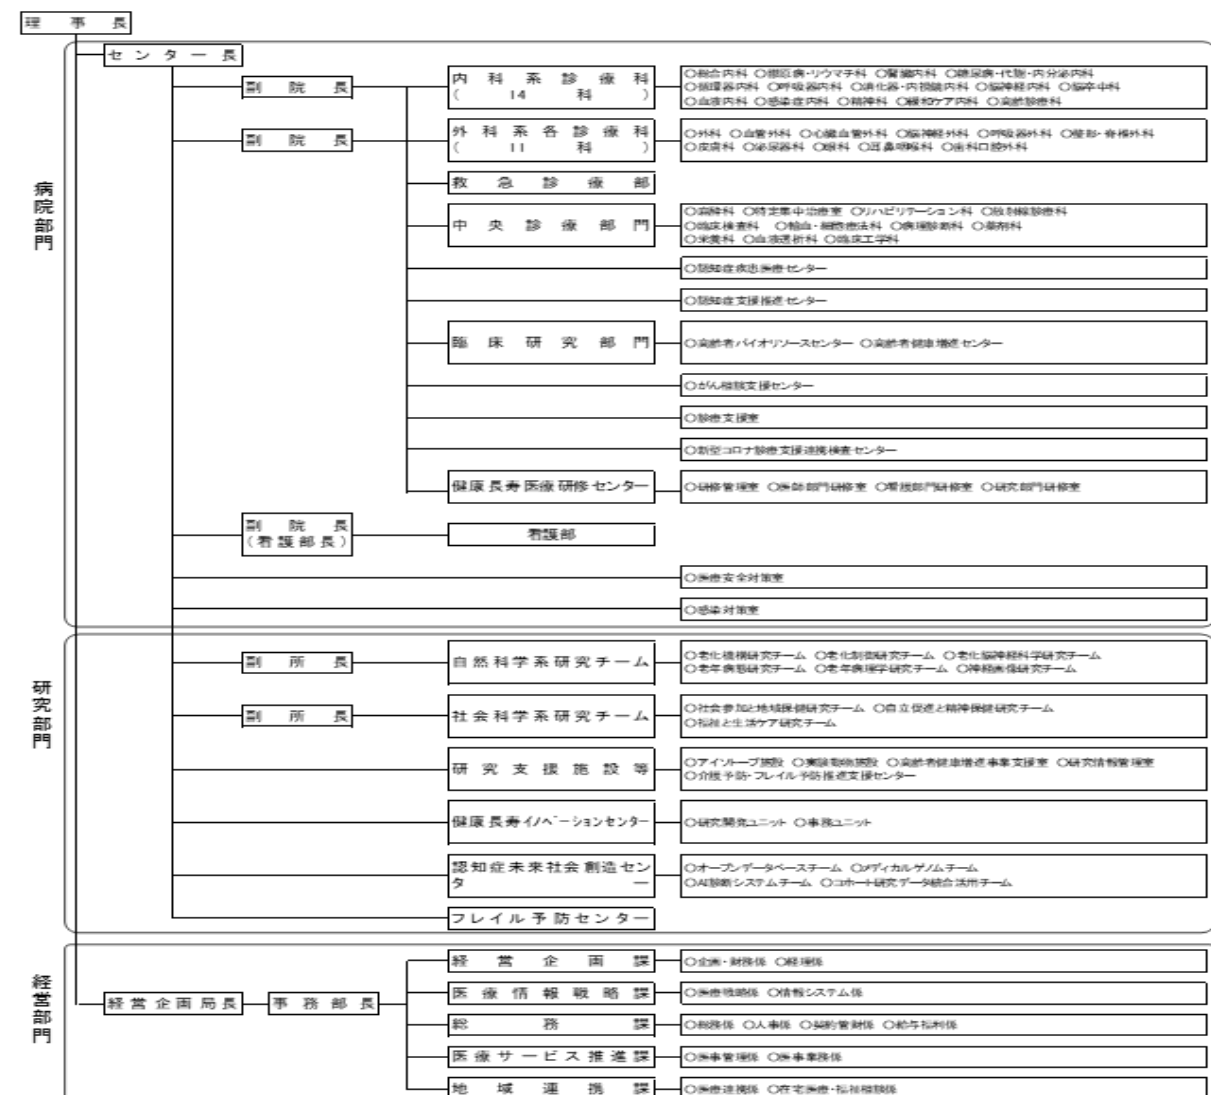 理事長
センター長
病院部門
副院長
内科系診療科
(14科)
○総合内科 ○膠原病・リウマチ科 ○腎臓内科 ○糖尿病・代謝・内分泌内科
○循環器内科 ○呼吸器内科 ○消化器・内視鏡内科 ○脳神経内科 ○脳卒中科
○血液内科 ○感染症内科 ○精神科 ○緩和ケア内科 ○高齢診療科
副院長
外科系各診療科
(11科)
○外科 ○血管外科 ○心臓血管外科 ○脳神経外科 ○呼吸器外科 ○整形・脊椎外科
○皮膚科 ○泌尿器科 ○眼科 ○耳鼻咽喉科 ○歯科口腔外科
救急診療部
中央診療部門
○麻酔科 ○特定集中治療室 ○リハビリテーション科 ○放射線診療科
○臨床検査科 ○輸血・細胞療法科 ○病理診断科 ○薬剤科
○栄養科 ○血液透析科 ○臨床工学科
○認知症疾患医療センター
○認知症支援推進センター
臨床研究部門
○高齢者バイオリソースセンター ○高齢者健康増進センター
○がん相談支援センター
○診療支援室
○新型コロナ診療支援連携検査センター
健康長寿医療研修センター
○研修管理室 ○医師部門研修室 ○看護部門研修室 ○研究部門研修室
副院長
(看護部長)
看護部
○医療安全対策室
○感染対策室
研究部門
副所長
自然科学系研究チーム
○老化機構研究チーム ○老化制御研究チーム ○老化脳神経科学研究チーム
○老年病態研究チーム ○老年病理学研究チーム ○神経画像研究チーム
副所長
社会科学系研究チーム
○社会参加と地域保健研究チーム ○自立促進と精神保健研究チーム
○福祉と生活ケア研究チーム
研究支援施設等
○アイソトープ施設 ○実験動物施設 ○高齢者健康増進事業支援室 ○研究情報管理室
○介護予防・フレイル予防推進支援センター
健康長寿イノベーションセンター
○研究開発ユニット ○事務ユニット
認知症未来社会創造セン
ター
○オープンデータベースチーム ○メディカルゲノムチーム
○AI診断システムチーム ○コホート研究データ統合活用チーム
フレイル予防センター
経営部門
経営企画局長
事務部長
経営企画課
○企画・財務係 ○経理係
医療情報戦略課
○医療戦略係 ○情報システム係
総務課
○総務係 ○人事係 ○契約管財係 ○給与福利係
医療サービス推進課
○医事管理係 ○医事業務係
地域連携課
○医療連携係 ○在宅医療・福祉相談係